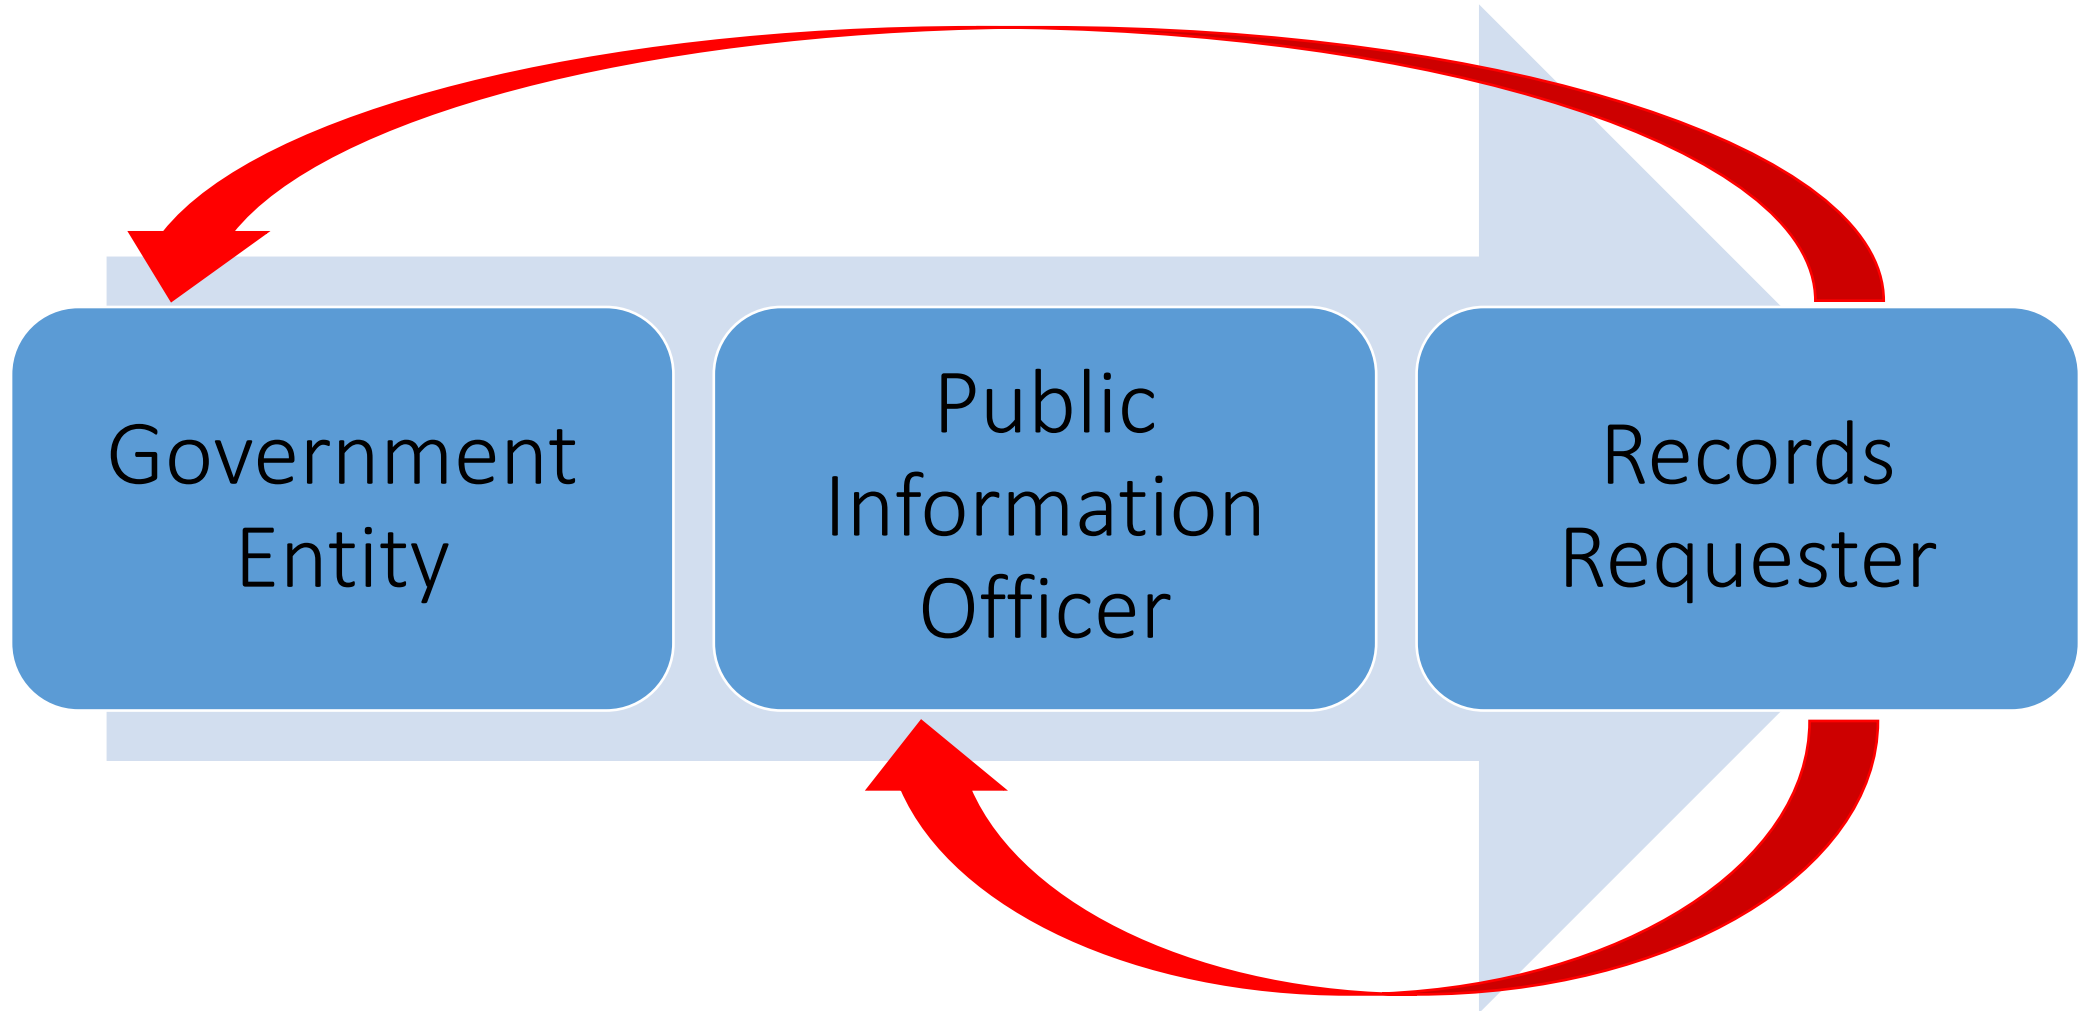 Government
Entity
Public
Information
Officer
Records
Requester